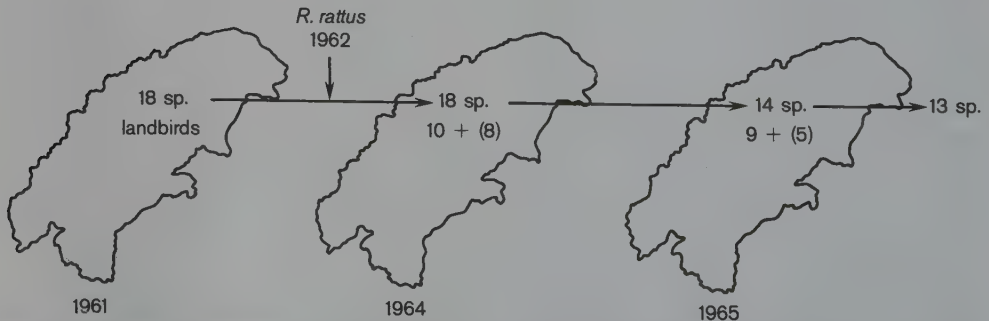 R. rattus
1962
18 sp.
landbirds
18 sp.
10 + (8)
14 sp.
9 + (5)
13 sp.
1961
1964
1965